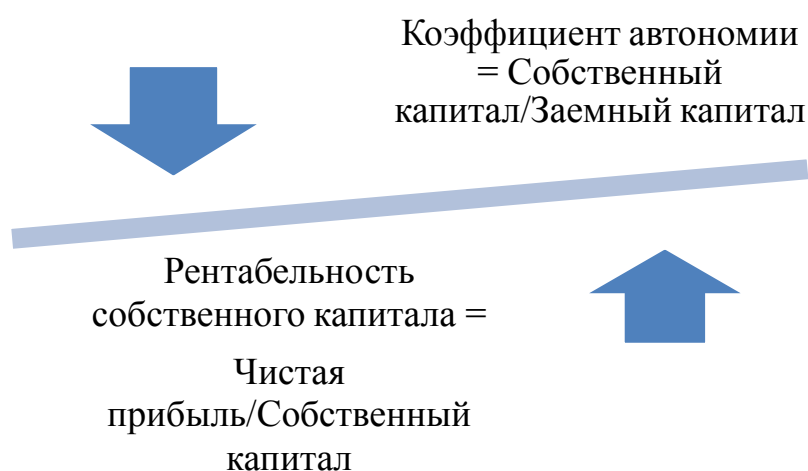 Коэффициент автономии
= Собственный
капитал/Заемный капитал
Рентабельность
собственного капитала =
Чистая
прибыль/Собственный
капитал